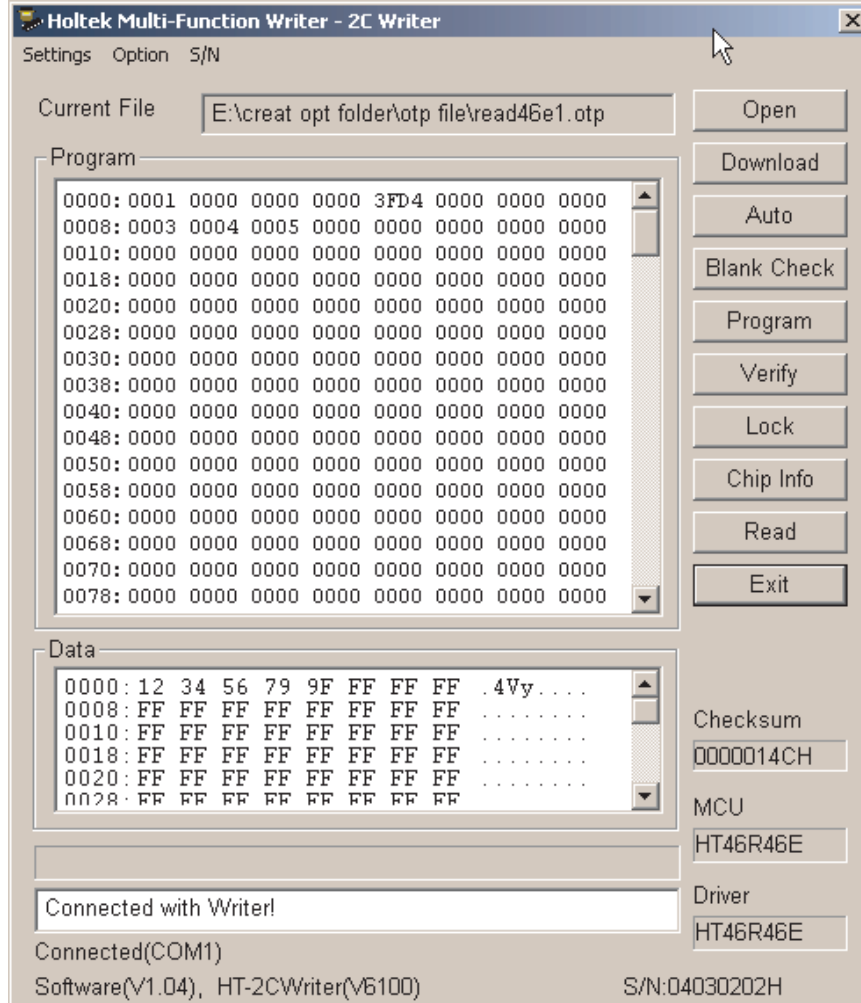 Holtek Multi-Function Writer - 2C Writer
Settings Option S/N
Current File E:\creat opt folder\otp file\read46e1.otp
Open
Download
Auto
Blank Check
Program
Verify
Lock
Chip Info
Read
Exit
Program
0000:0001 0000 0000 0000 3FD4 0000 0000 0000
0008:0003 0004 0005 0000 0000 0000 0000 0000
0010:0000 0000 0000 0000 0000 0000 0000 0000
0018:0000 0000 0000 0000 0000 0000 0000 0000
0020:0000 0000 0000 0000 0000 0000 0000 0000
0028:0000 0000 0000 0000 0000 0000 0000 0000
0030:0000 0000 0000 0000 0000 0000 0000 0000
0038:0000 0000 0000 0000 0000 0000 0000 0000
0040:0000 0000 0000 0000 0000 0000 0000 0000
0048:0000 0000 0000 0000 0000 0000 0000 0000
0050:0000 0000 0000 0000 0000 0000 0000 0000
0058:0000 0000 0000 0000 0000 0000 0000 0000
0060:0000 0000 0000 0000 0000 0000 0000 0000
0068:0000 0000 0000 0000 0000 0000 0000 0000
0070:0000 0000 0000 0000 0000 0000 0000 0000
0078:0000 0000 0000 0000 0000 0000 0000 0000
Data
0000:12 34 56 79 9F FF FF FF .4Vy....
0008:FF FF FF FF FF FF FF FF ........
0010:FF FF FF FF FF FF FF FF ........
0018:FF FF FF FF FF FF FF FF ........
0020:FF FF FF FF FF FF FF FF ........
0028:FF FF FF FF FF FF FF FF
Checksum
0000014CH
MCU
HT46R46E
Driver
HT46R46E
Connected with Writer!
Connected(COM1)
Software(V1.04), HT-2CWriter(V6100) S/N:04030202H